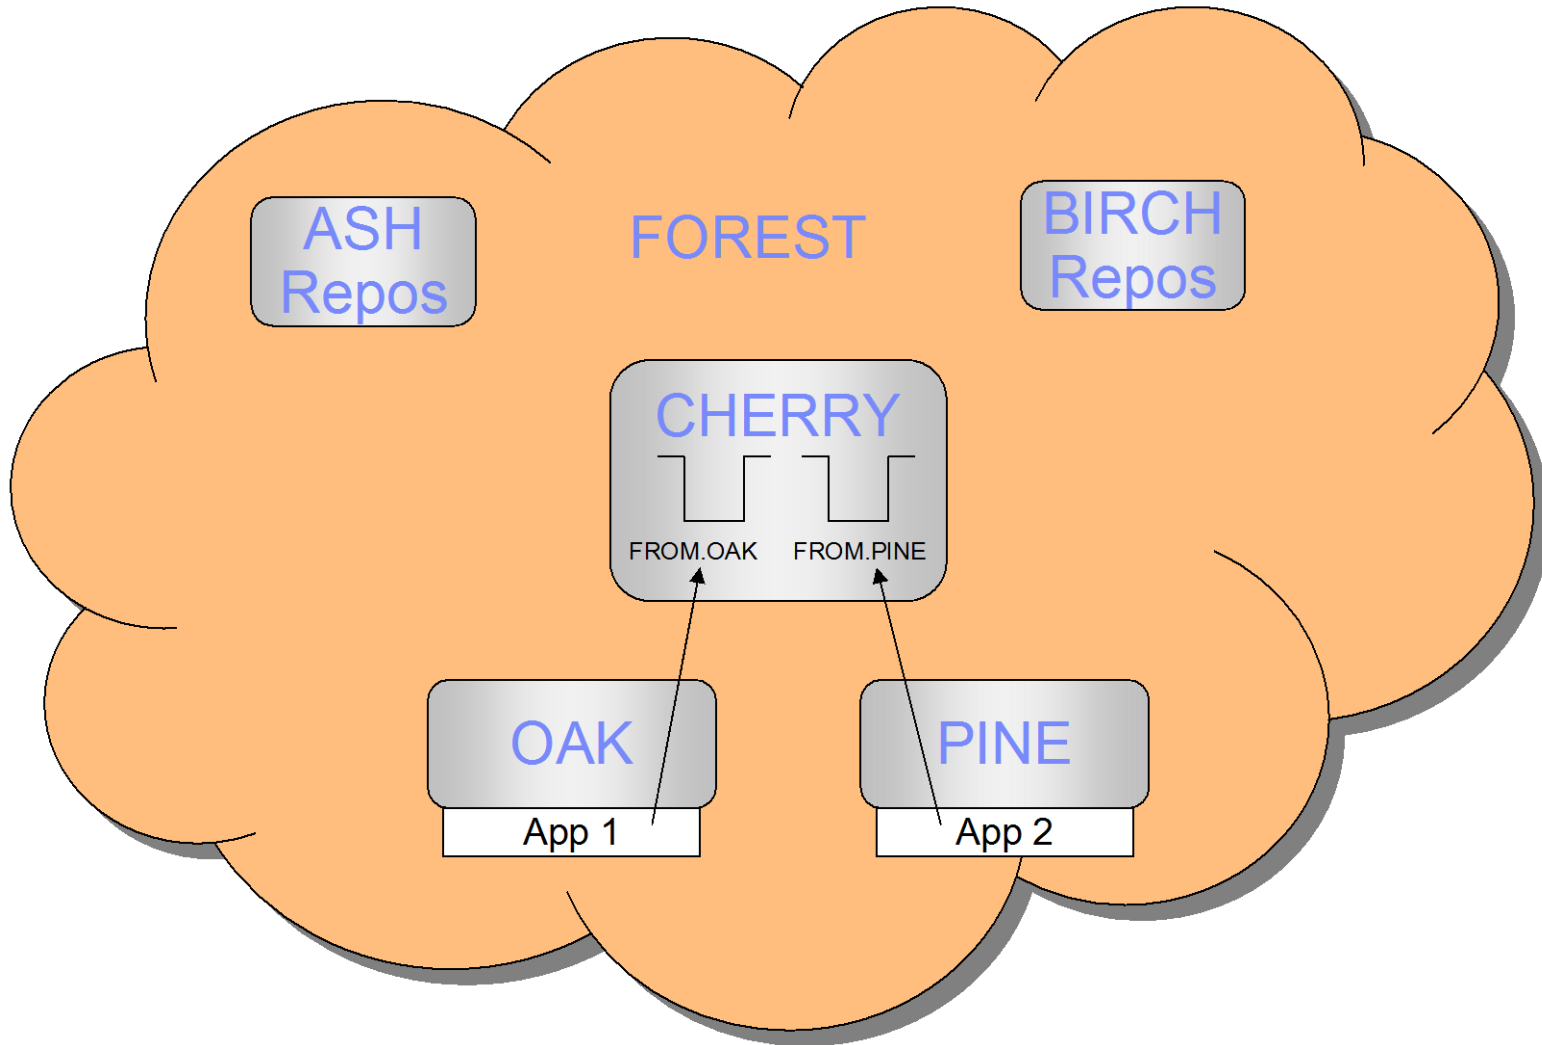 ASH
Repos
FOREST
BIRCH
Repos
CHERRY
FROM.OAK
FROM.PINE
OAK
PINE
App 1
App 2